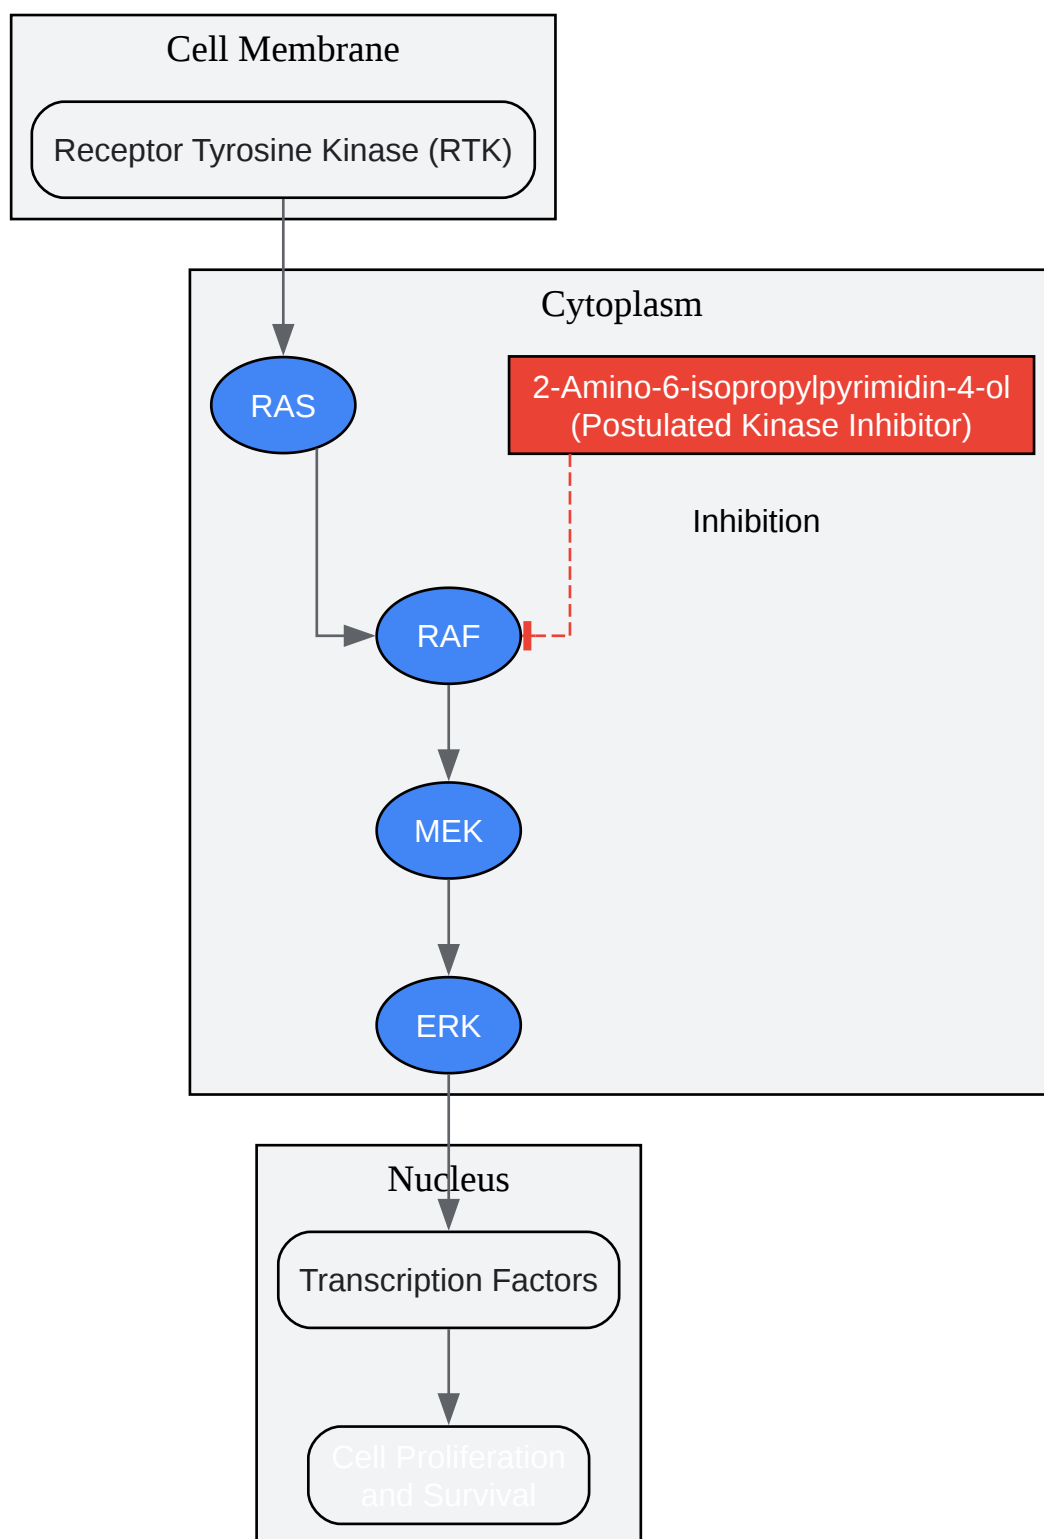 Cell Membrane
Receptor Tyrosine Kinase (RTK)
Cytoplasm
RAS
2-Amino-6-isopropylpyrimidin-4-ol
(Postulated Kinase Inhibitor)
Inhibition
RAF
MEK
ERK
Nucleus
Transcription Factors
Cell Proliferation
and Survival